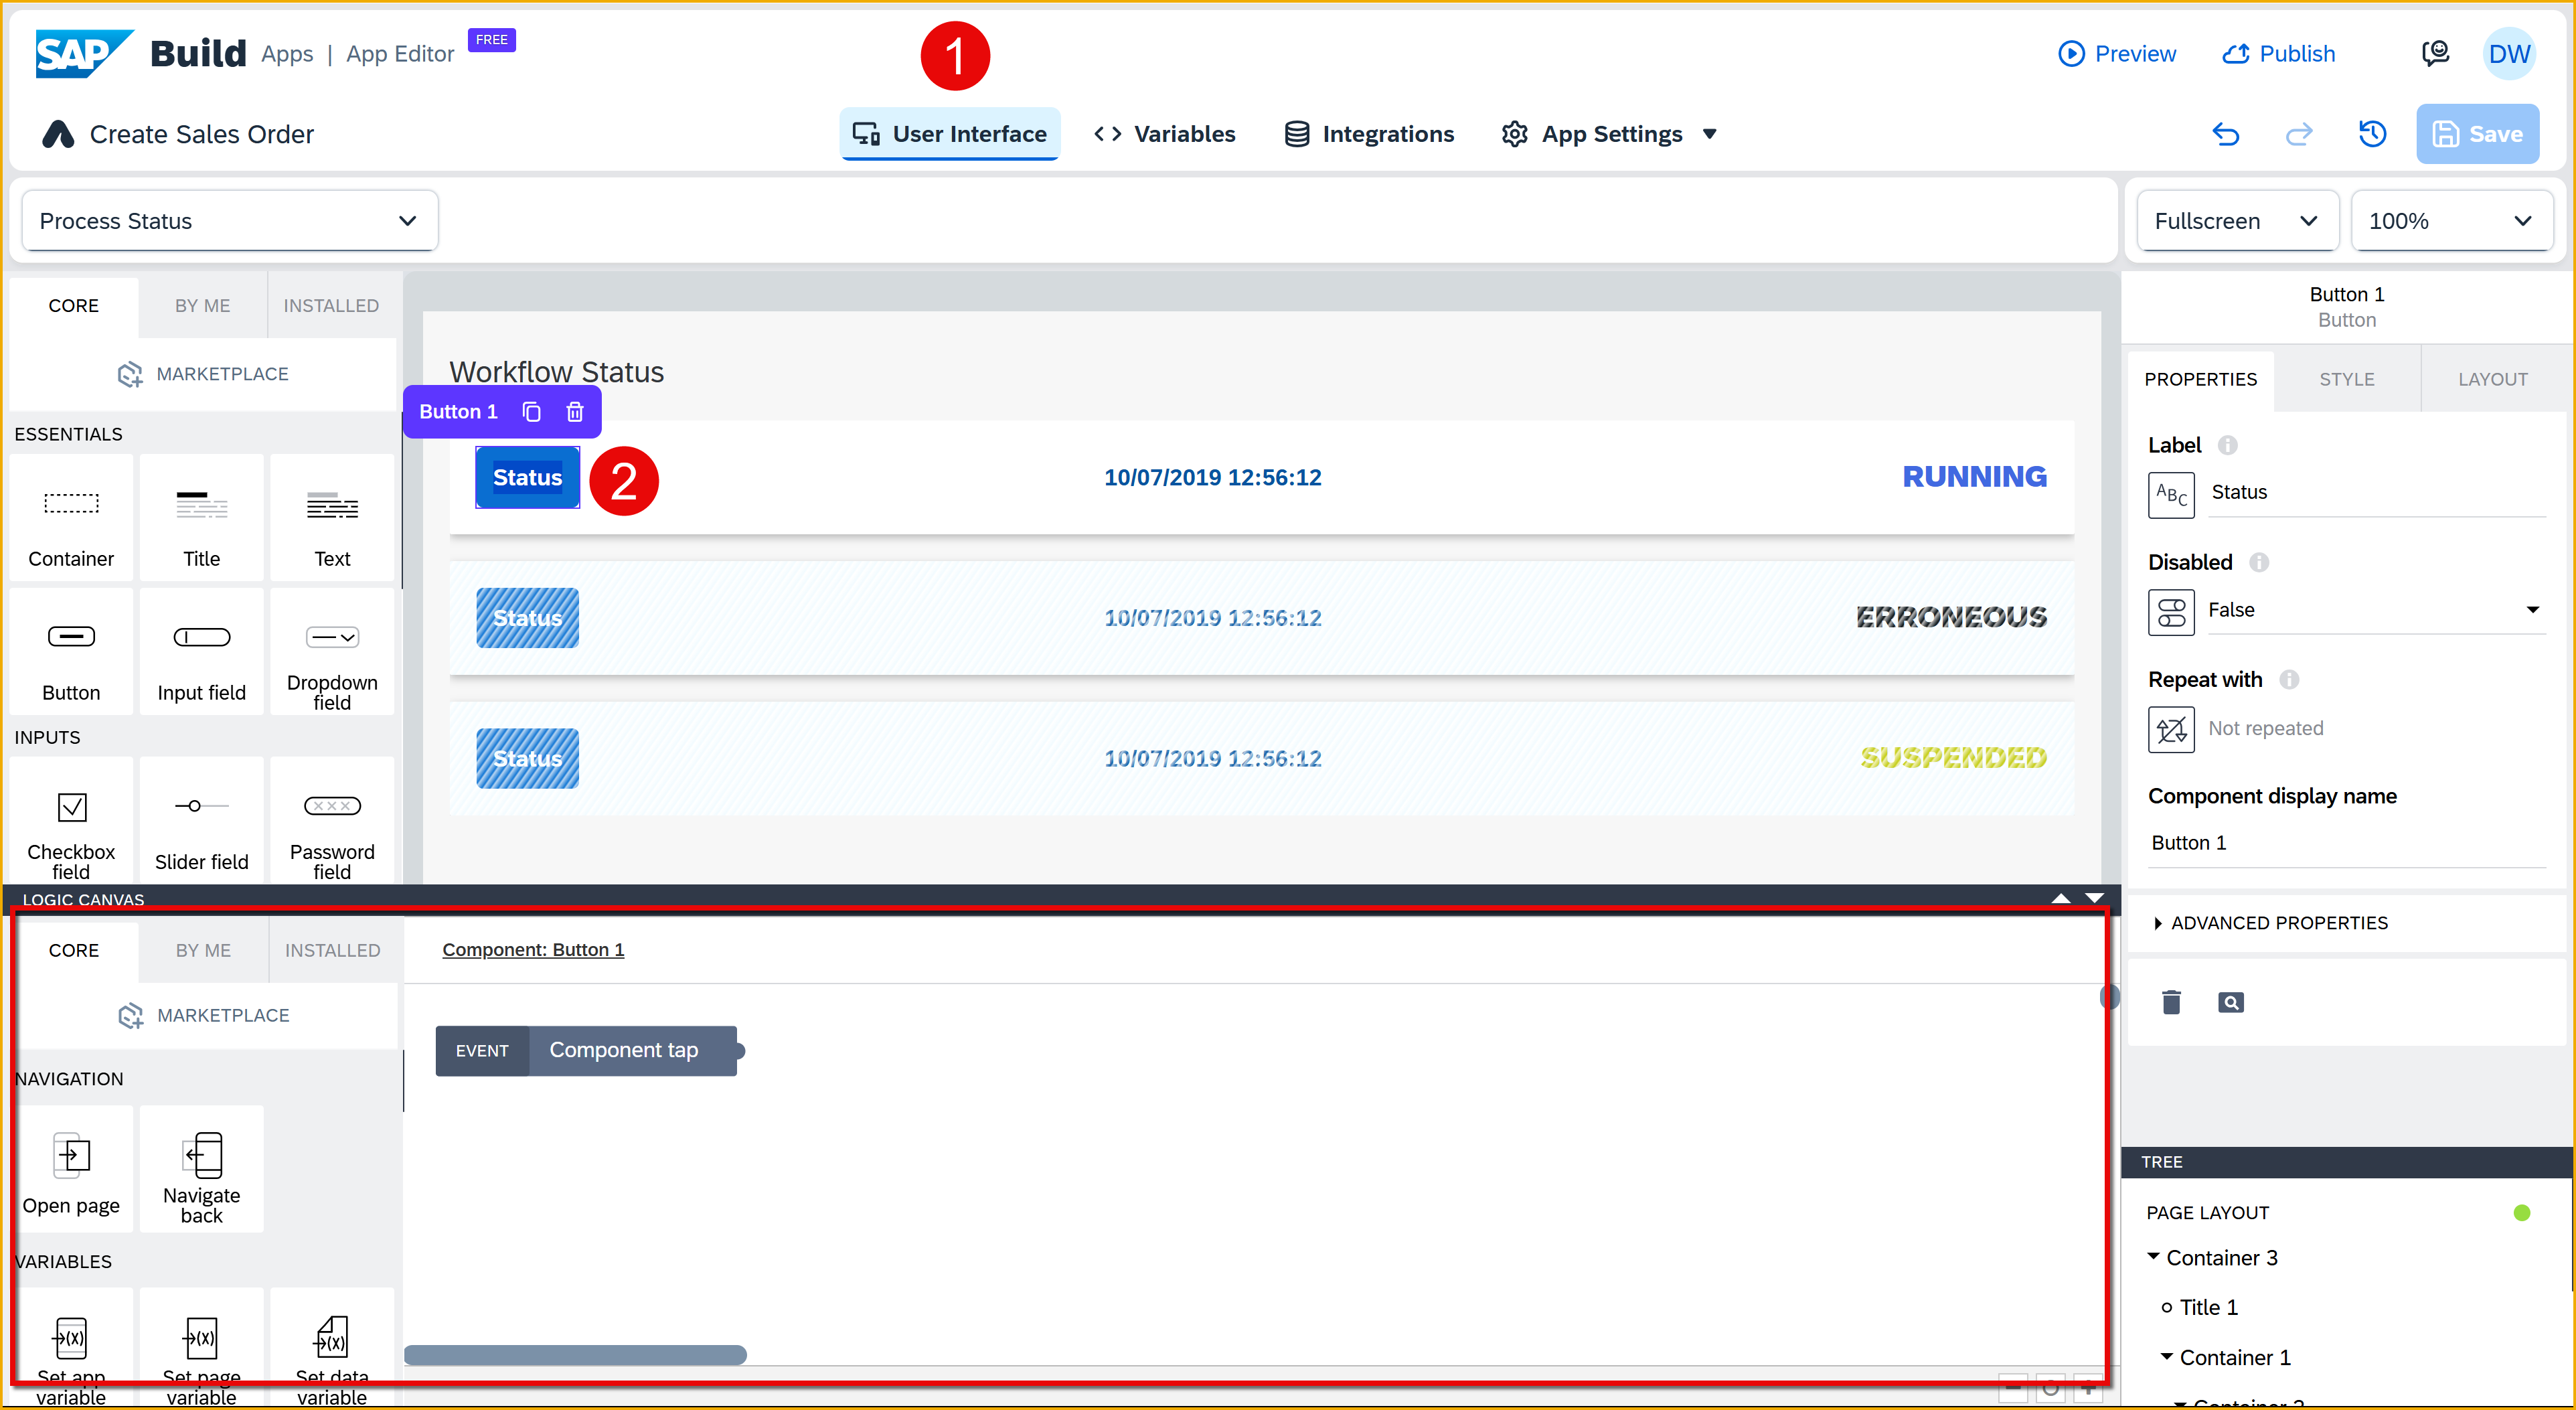 SAP Build Apps | App Editor FREE
1
Preview
Publish
DW
Create Sales Order
User Interface
Variables
Integrations
App Settings
Save
Process Status
Fullscreen
100%
CORE
BY ME
INSTALLED
MARKETPLACE
ESSENTIALS
Container
Title
Text
Button
Input field
Dropdown
field
INPUTS
Checkbox
field
Slider field
Password
field
Workflow Status
Button 1
Status
2
10/07/2019 12:56:12
RUNNING
Status
10/07/2019 12:56:12
ERRONEOUS
Status
10/07/2019 12:56:12
SUSPENDED
Button 1
Button
PROPERTIES
STYLE
LAYOUT
Label
ABC
Status
Disabled
False
Repeat with
Not repeated
Component display name
Button 1
ADVANCED PROPERTIES
LOGIC CANVAS
CORE
BY ME
INSTALLED
MARKETPLACE
NAVIGATION
Open page
Navigate
back
VARIABLES
(x)
(x)
(x)
Set app
variable
Set page
variable
Set data
variable
Component: Button 1
EVENT
Component tap
TREE
PAGE LAYOUT
Container 3
Title 1
Container 1
Container 2